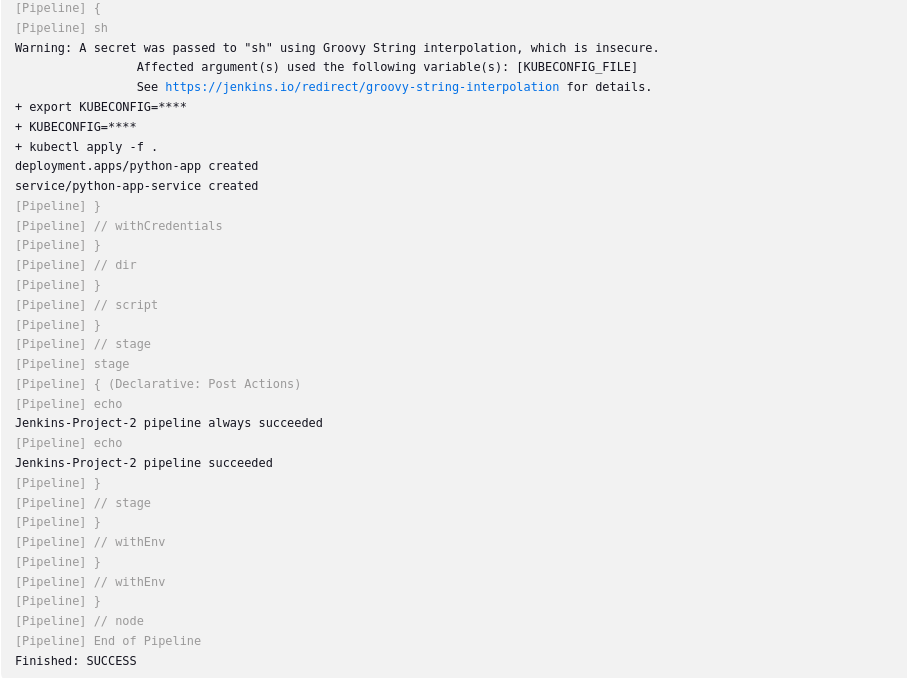 [Pipeline] {
[Pipeline] sh
Warning: A secret was passed to "sh" using Groovy String interpolation, which is insecure.
Affected argument(s) used the following variable(s): [KUBECONFIG_FILE]
See https://jenkins.io/redirect/groovy-string-interpolation for details.
+ export KUBECONFIG=****
+ KUBECONFIG=****
+ kubectl apply -f .
deployment.apps/python-app created
service/python-app-service created
[Pipeline] }
[Pipeline] // withCredentials
[Pipeline] }
[Pipeline] // dir
[Pipeline] }
[Pipeline] // script
[Pipeline] }
[Pipeline] // stage
[Pipeline] stage
[Pipeline] { (Declarative: Post Actions)
[Pipeline] echo
Jenkins-Project-2 pipeline always succeeded
[Pipeline] echo
Jenkins-Project-2 pipeline succeeded
[Pipeline] }
[Pipeline] // stage
[Pipeline] }
[Pipeline] // withEnv
[Pipeline] }
[Pipeline] // withEnv
[Pipeline] }
[Pipeline] // node
[Pipeline] End of Pipeline
Finished: SUCCESS